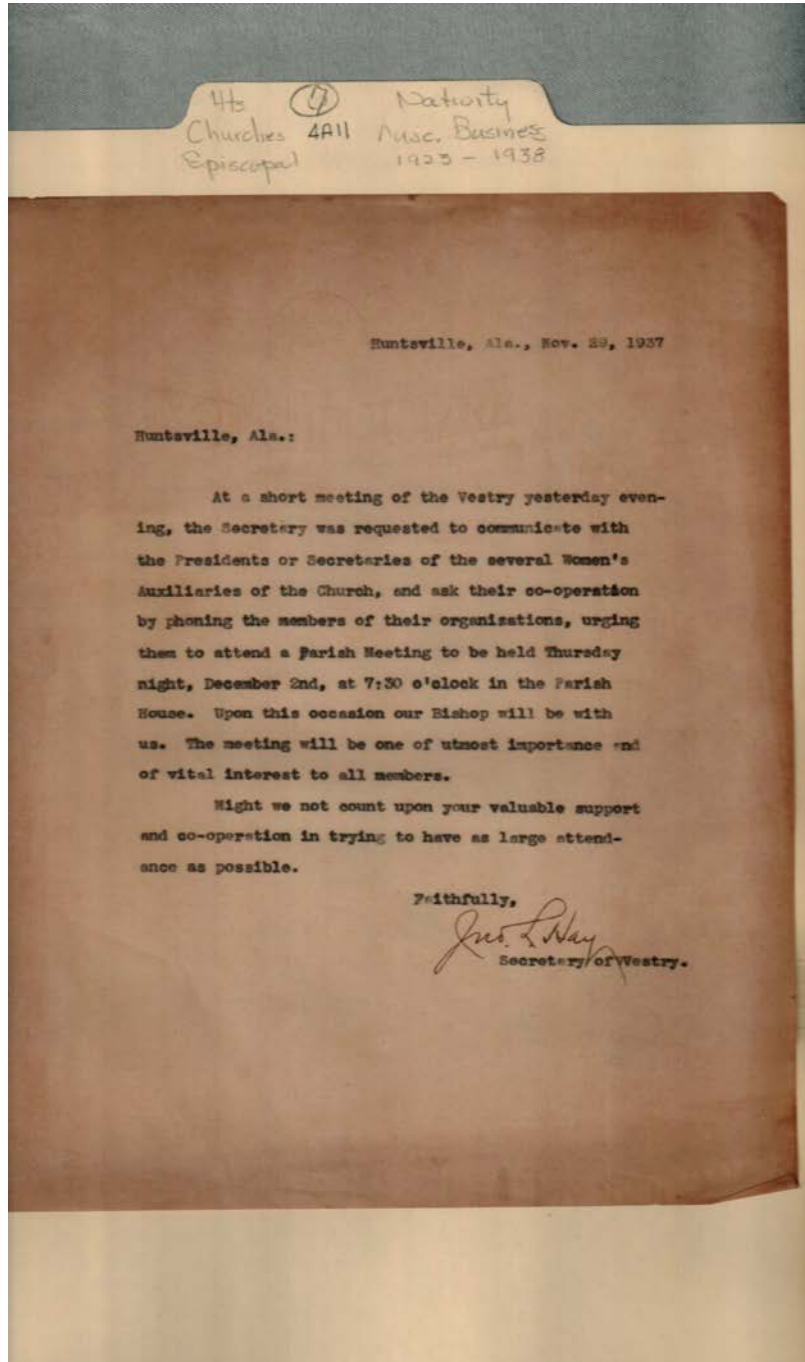 Hts (7) Nativity
Churches 4A11 Misc. Business
Episcopal 1923 - 1938
Huntsville, Ala., Nov. 29, 1937
Huntsville, Ala.:
At a short meeting of the Vestry yesterday even-
ing, the Secretary was requested to communicate with
the Presidents or Secretaries of the several Women's
Auxiliaries of the Church, and ask their co-operation
by phoning the members of their organizations, urging
them to attend a Parish Meeting to be held Thursday
night, December 2nd, at 7:30 o'clock in the Parish
House. Upon this occasion our Bishop will be with
us. The meeting will be one of utmost importance and
of vital interest to all members.
Might we not count upon your valuable support
and co-operation in trying to have as large attend-
ance as possible.
Faithfully,
Jno. L. Hay
Secretary of Vestry.